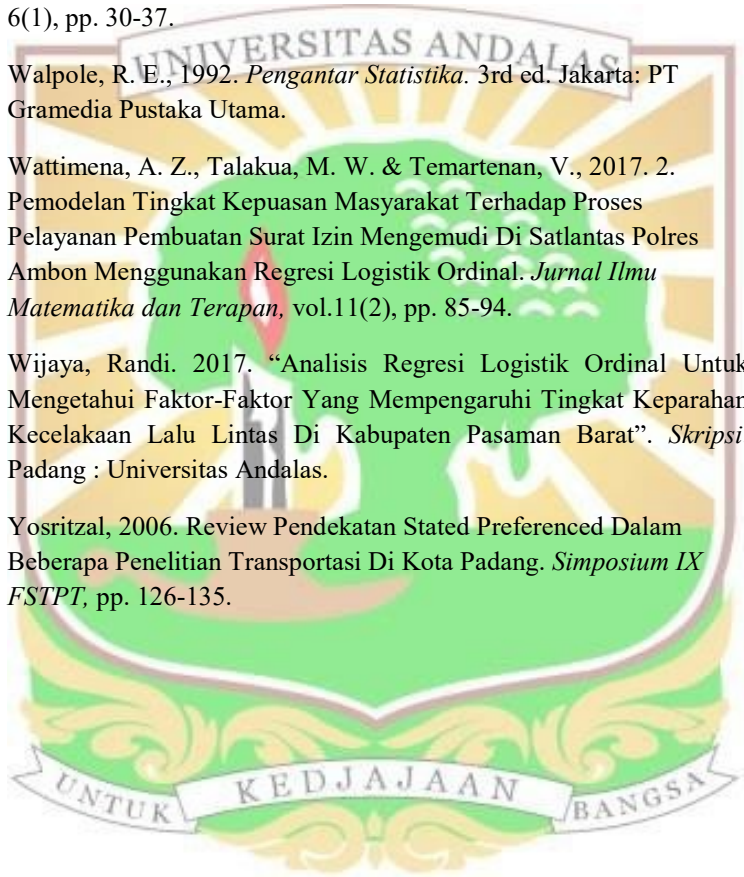 6(1), pp. 30-37.
UNIVERSITAS ANDALAS
Walpole, R. E., 1992. Pengantar Statistika. 3rd ed. Jakarta: PT
Gramedia Pustaka Utama.
Wattimena, A. Z., Talakua, M. W. & Temartenan, V., 2017. 2.
Pemodelan Tingkat Kepuasan Masyarakat Terhadap Proses
Pelayanan Pembuatan Surat Izin Mengemudi Di Satlantas Polres
Ambon Menggunakan Regresi Logistik Ordinal. Jurnal Ilmu
Matematika dan Terapan, vol.11(2), pp. 85-94.
Wijaya, Randi. 2017. “Analisis Regresi Logistik Ordinal Untuk
Mengetahui Faktor-Faktor Yang Mempengaruhi Tingkat Keparahan
Kecelakaan Lalu Lintas Di Kabupaten Pasaman Barat”. Skripsi
Padang : Universitas Andalas.
Yosritzal, 2006. Review Pendekatan Stated Preferenced Dalam
Beberapa Penelitian Transportasi Di Kota Padang. Simposium IX
FSTPT, pp. 126-135.
UNTUK KEDJAJAAN BANGSA